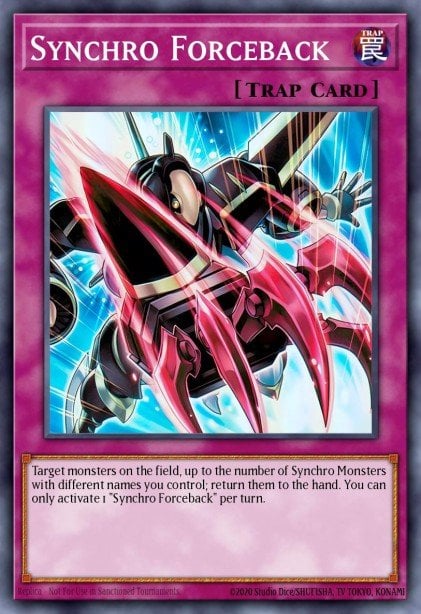 Synchro Forceback
TRAP
罠
[Trap Card]
Target monsters on the field, up to the number of Synchro Monsters
with different names you control; return them to the hand. You can
only activate 1 "Synchro Forceback" per turn.
Replica - Not For Use in Sanctioned Tournaments
©2020 Studio Dice/SHUEISHA, TV TOKYO, KONAMI